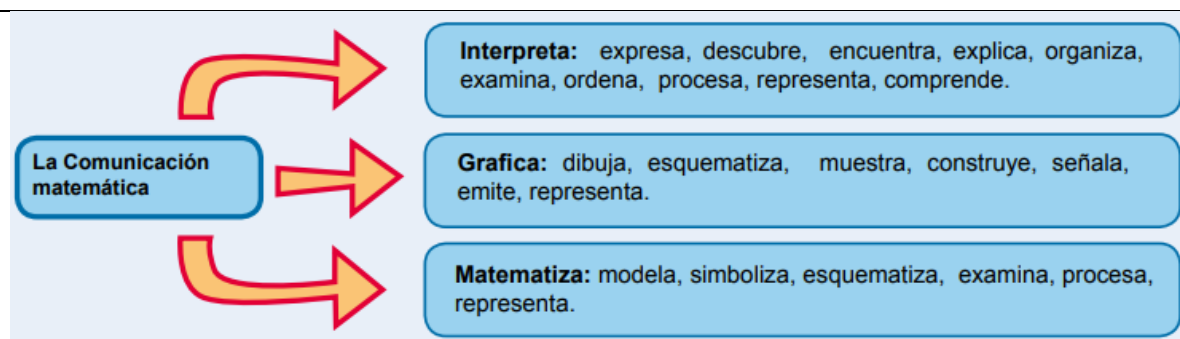 La Comunicación
matemática
Interpreta: expresa, descubre, encuentra, explica, organiza,
examina, ordena, procesa, representa, comprende.
Grafica: dibuja, esquematiza, muestra, construye, señala,
emite, representa.
Matematiza: modela, simboliza, esquematiza, examina, procesa,
representa.